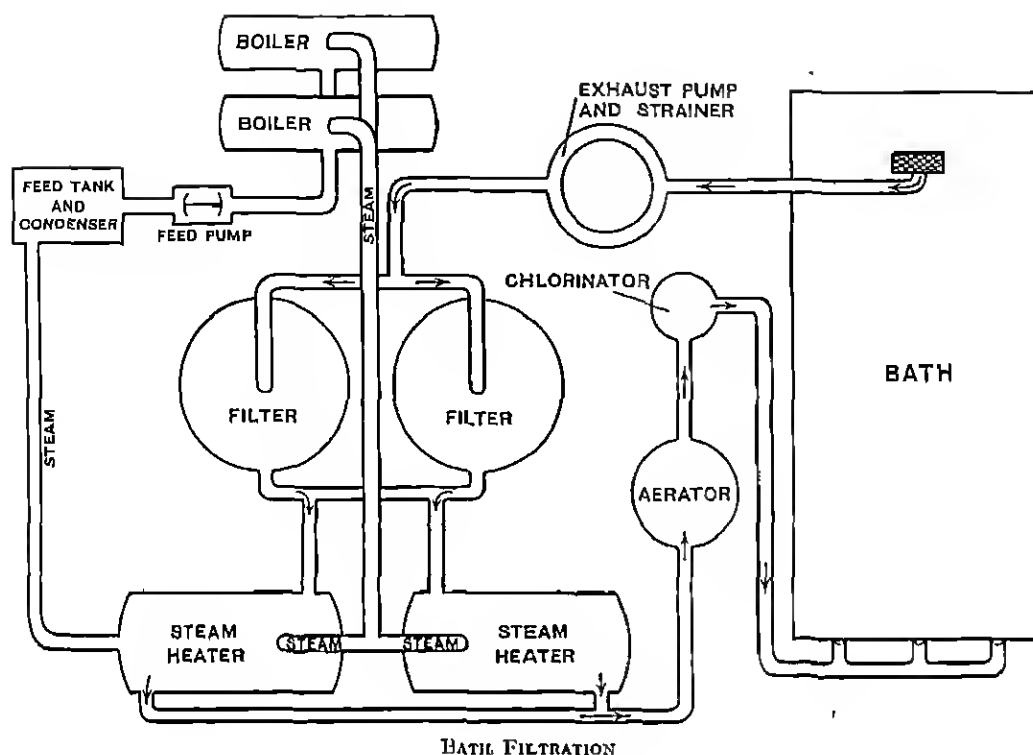 BOILER
BOILER
EXHAUST PUMP
AND STRAINER
FEED TANK
AND
CONDENSER
FEED PUMP
STEAM
CHLORINATOR
BATH
FILTER
FILTER
STEAM
AERATOR
STEAM
HEATER
STEAM
STEAM
STEAM
HEATER
BATH FILTRATION